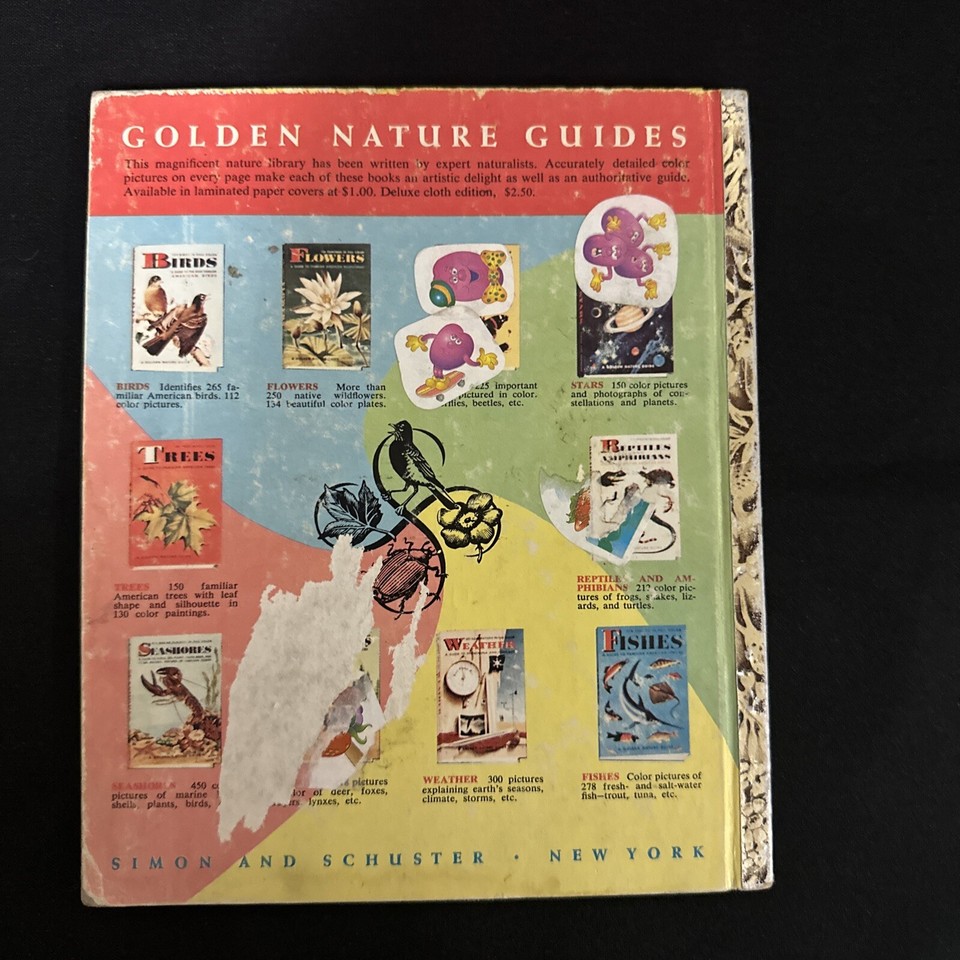 GOLDEN NATURE GUIDES
This magnificent nature library has been written by expert naturalists. Accurately detailed color
pictures on every page make each of these books an artistic delight as well as an authoritative guide.
Available in laminated paper covers at $1.00. Deluxe cloth edition, $2.50.
BIRDS
FLOWERS
BIRDS Identifies 265 fa-
miliar American birds. 112
color pictures.
FLOWERS More than
250 native wildflowers.
134 beautiful color plates.
225 important
pictured in color.
beetles, etc.
STARS 150 color pictures
and photographs of con-
stellations and planets.
TREES
REPTILES
AMPHIBIANS
TREES 150 familiar
American trees with leaf
shape and silhouette in
130 color paintings.
REPTILES AND AM-
PHIBIANS 212 color pic-
tures of frogs, snakes, liz-
ards, and turtles.
SEASHORES
WEATHER
FISHES
SEASHORES 450
pictures of marine
shells, plants, birds,
pictures
of deer, foxes,
lynxes, etc.
WEATHER 300 pictures
explaining earth's seasons,
climate, storms, etc.
FISHES Color pictures of
278 fresh- and salt-water
fish—trout, tuna, etc.
SIMON AND SCHUSTER • NEW YORK